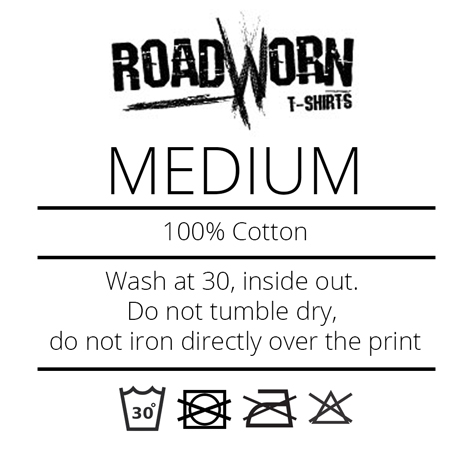 ROADWORN
T-SHIRTS
MEDIUM
100% Cotton
Wash at 30, inside out.
Do not tumble dry,
do not iron directly over the print
30°